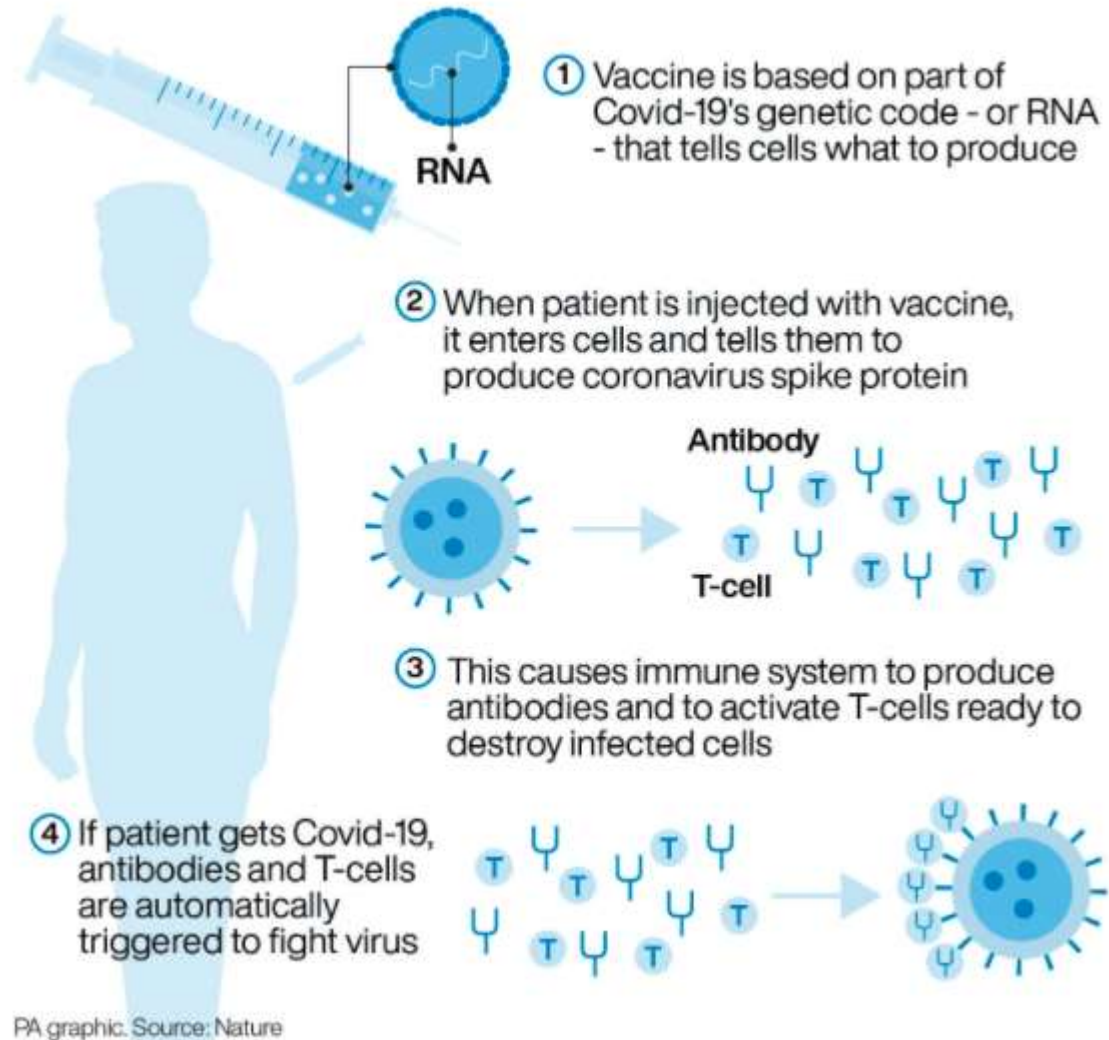 1 Vaccine is based on part of
Covid-19's genetic code - or RNA
- that tells cells what to produce
RNA
2 When patient is injected with vaccine,
it enters cells and tells them to
produce coronavirus spike protein
Antibody
T
T
T
T
T
T
T
T-cell
3 This causes immune system to produce
antibodies and to activate T-cells ready to
destroy infected cells
4 If patient gets Covid-19,
antibodies and T-cells
are automatically
triggered to fight virus
T
T
T
T
T
T
PA graphic. Source: Nature